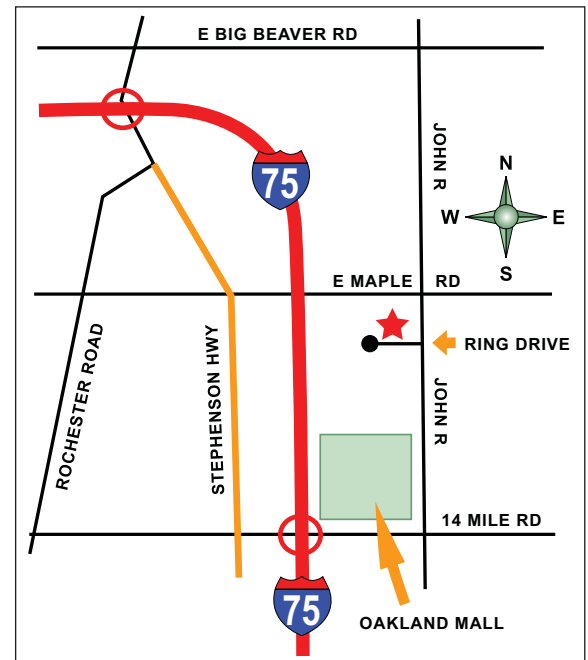 E BIG BEAVER RD
JOHN R
75
N
W
E
S
E MAPLE RD
RING DRIVE
ROCHESTER ROAD
STEPHENSON HWY
JOHN R
14 MILE RD
75
OAKLAND MALL